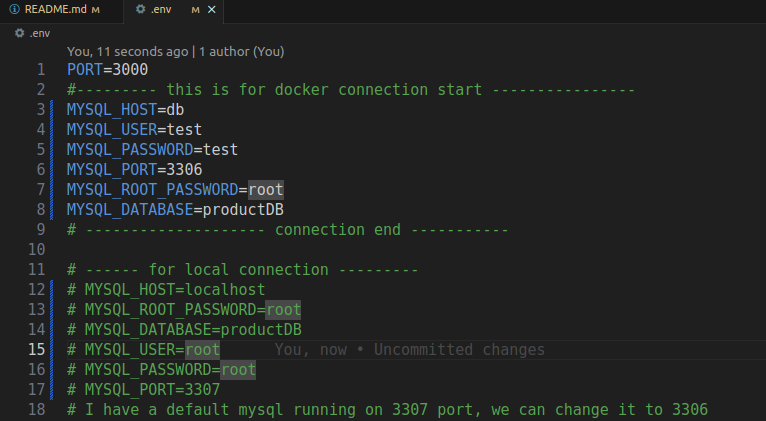 README.md M
.env M ×
.env
You, 11 seconds ago | 1 author (You)
1 PORT=3000
2 #--------- this is for docker connection start ----------------
3 MYSQL_HOST=db
4 MYSQL_USER=test
5 MYSQL_PASSWORD=test
6 MYSQL_PORT=3306
7 MYSQL_ROOT_PASSWORD=root
8 MYSQL_DATABASE=productDB
9 # -------------------- connection end -----------
10
11 # ------ for local connection ---------
12 # MYSQL_HOST=localhost
13 # MYSQL_ROOT_PASSWORD=root
14 # MYSQL_DATABASE=productDB
15 # MYSQL_USER=root You, now • Uncommitted changes
16 # MYSQL_PASSWORD=root
17 # MYSQL_PORT=3307
18 # I have a default mysql running on 3307 port, we can change it to 3306